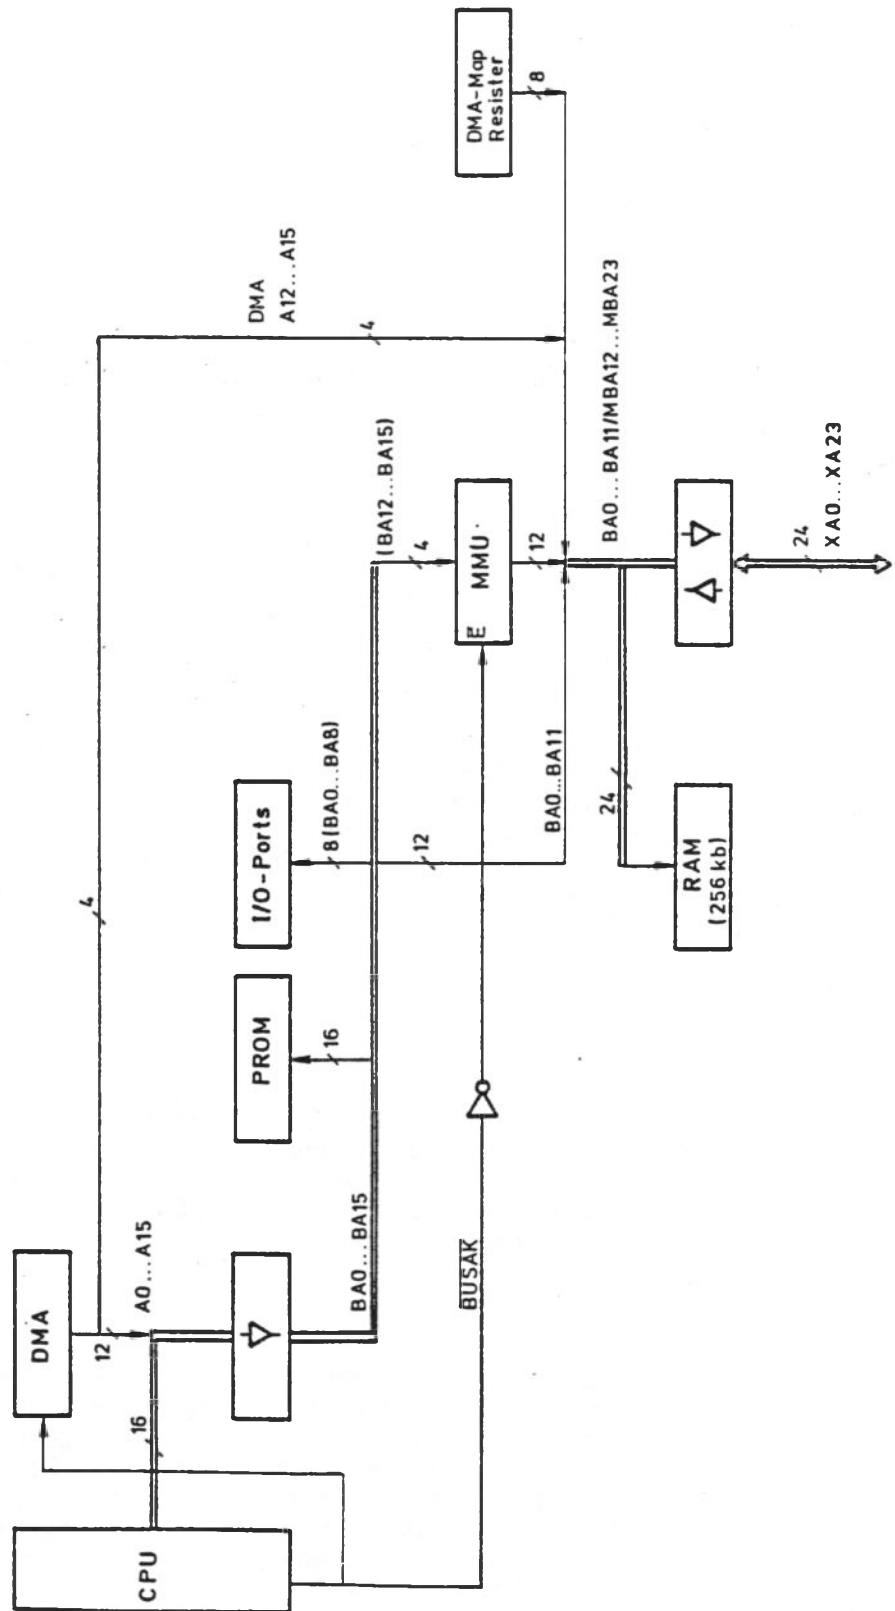 CPU
DMA
12
16
A0...A15
4
DMA
A12...A15
4
DMA-Map
Resister
8
BA0...BA15
PROM
16
I/O-Ports
8(BA0...BA8)
12
(BA12...BA15)
4
E̅
MMU
12
B̅U̅S̅A̅K̅
BA0...BA11
BA0...BA11/MBA12...MBA23
24
RAM
(256 kb)
24
XA0...XA23